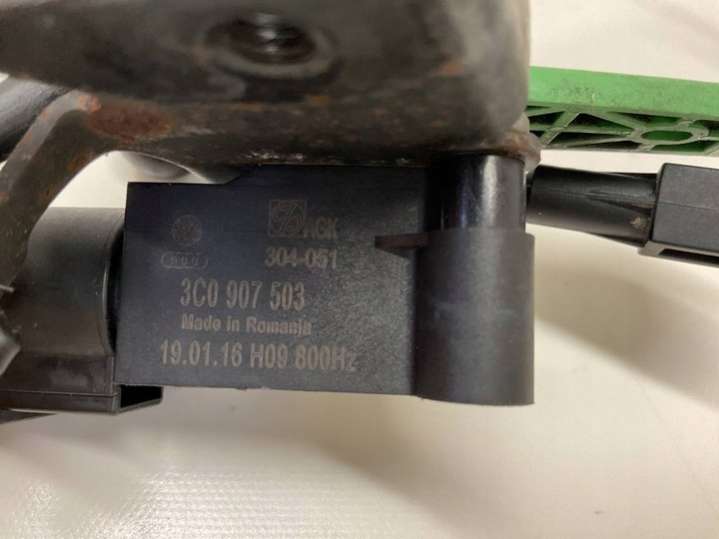 AGK
304-051
3C0 907 503
Made in Romania
19.01.16 H09 800Hz